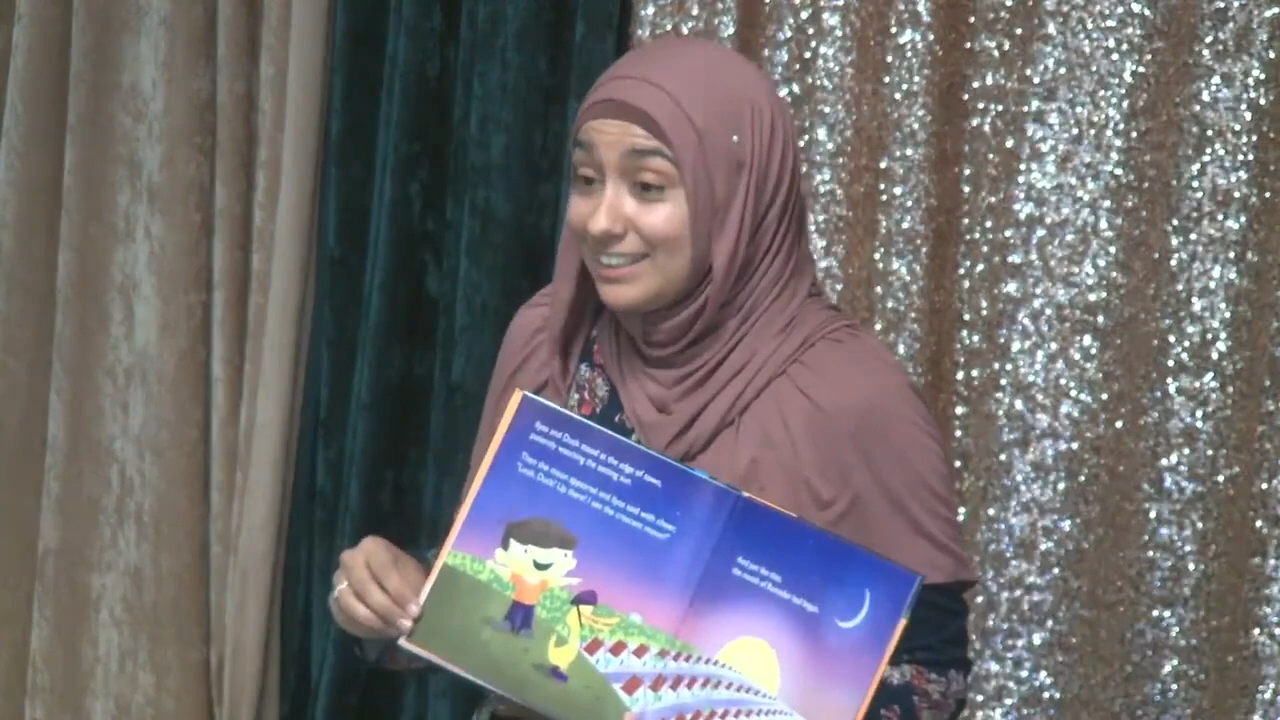 Ilyas and Duck stood at the edge of town,
patiently watching the setting sun.
Then the moon appeared and Ilyas said with cheer,
"Look, Duck! Up there! I see the crescent moon!"
And just like that,
the month of Ramadan had begun.